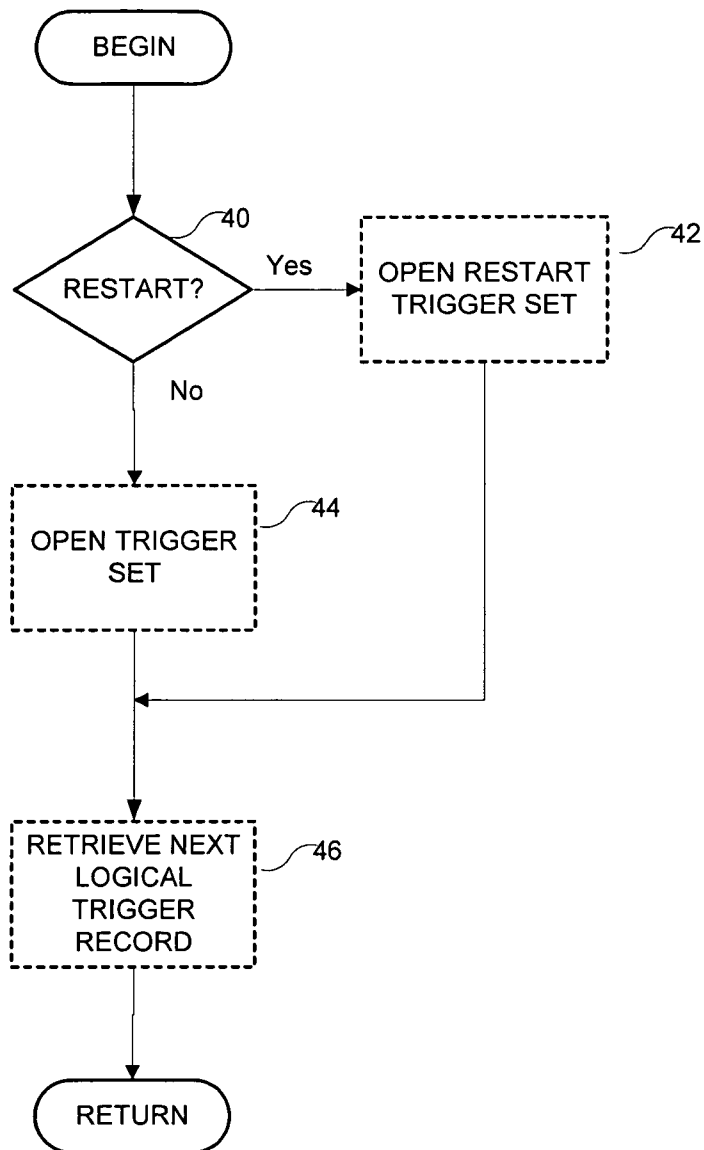 BEGIN
40
RESTART?
Yes
OPEN RESTART
TRIGGER SET
42
No
OPEN TRIGGER
SET
44
RETRIEVE NEXT
LOGICAL
TRIGGER
RECORD
46
RETURN